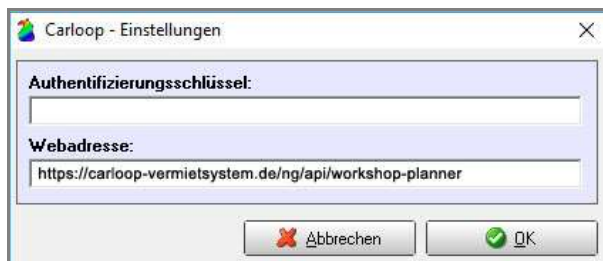 Carloop - Einstellungen
Authentifizierungsschlüssel:
Webadresse:
https://carloop-vermietsystem.de/ng/api/workshop-planner
Abbrechen
OK